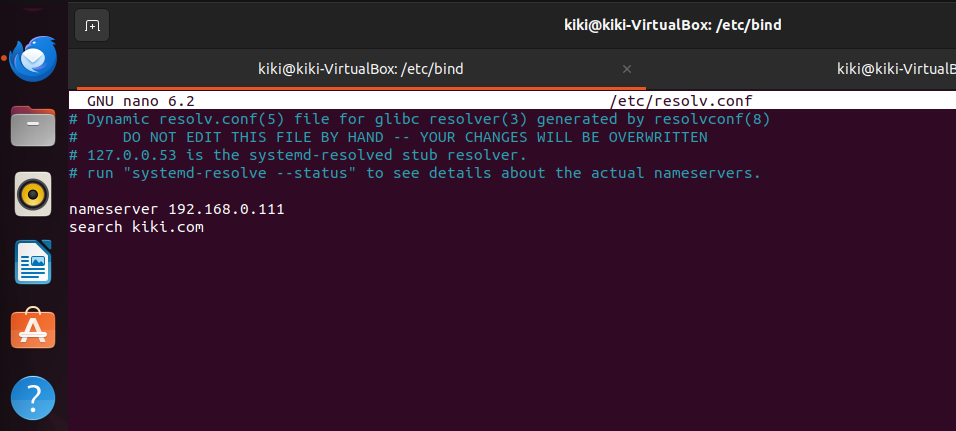 kiki@kiki-VirtualBox: /etc/bind
kiki@kiki-VirtualBox: /etc/bind × kiki@kiki-VirtualB
GNU nano 6.2 /etc/resolv.conf
# Dynamic resolv.conf(5) file for glibc resolver(3) generated by resolvconf(8)
#     DO NOT EDIT THIS FILE BY HAND -- YOUR CHANGES WILL BE OVERWRITTEN
# 127.0.0.53 is the systemd-resolved stub resolver.
# run "systemd-resolve --status" to see details about the actual nameservers.
nameserver 192.168.0.111
search kiki.com